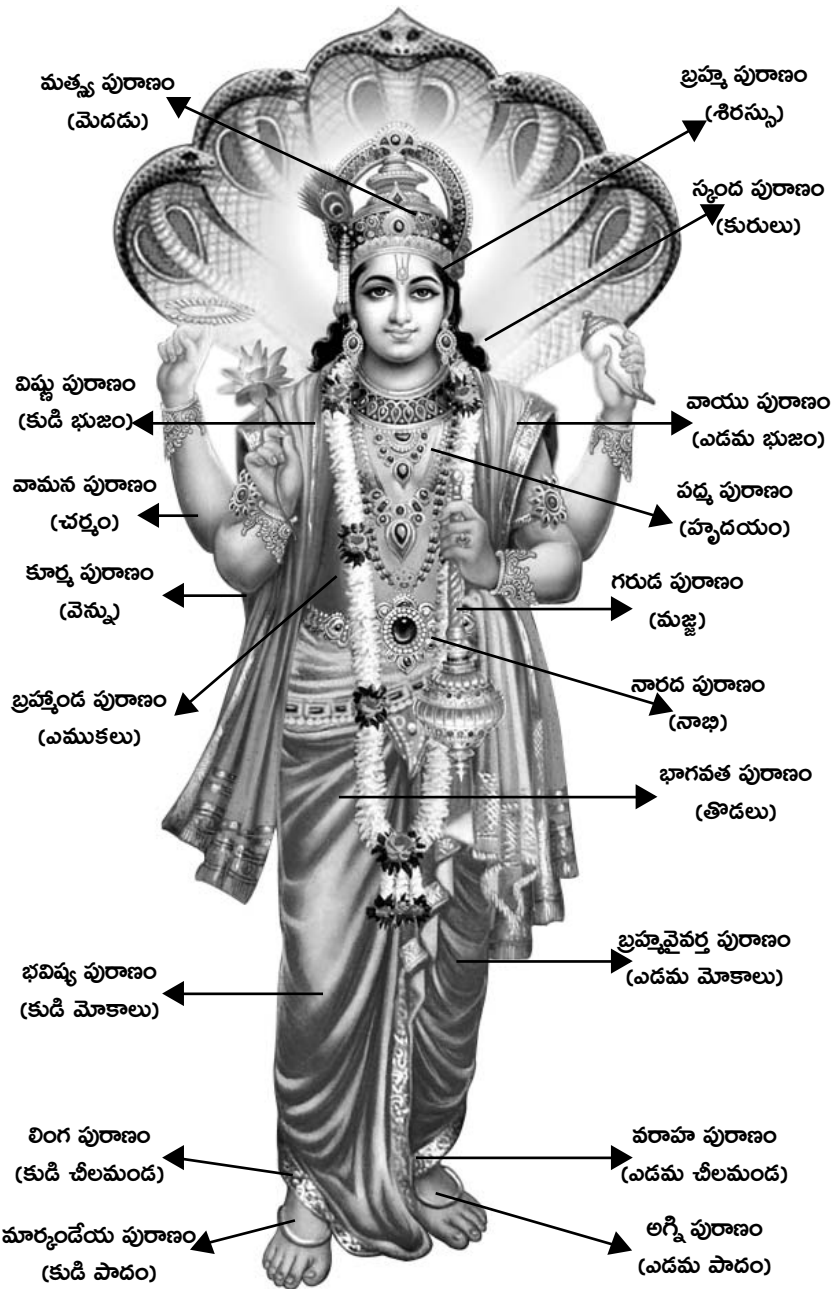 మత్స్య పురాణం
(మెదడు)
బ్రహ్మ పురాణం
(శిరస్సు)
స్కంద పురాణం
(కురులు)
విష్ణు పురాణం
(కుడి భుజం)
వాయు పురాణం
(ఎడమ భుజం)
వామన పురాణం
(చర్మం)
పద్మ పురాణం
(హృదయం)
కూర్మ పురాణం
(వెన్ను)
గరుడ పురాణం
(మజ్జ)
బ్రహ్మాండ పురాణం
(ఎముకలు)
నారద పురాణం
(నాభి)
భాగవత పురాణం
(తొడలు)
భవిష్య పురాణం
(కుడి మోకాలు)
బ్రహ్మవైవర్త పురాణం
(ఎడమ మోకాలు)
లింగ పురాణం
(కుడి చీలమండ)
వరాహ పురాణం
(ఎడమ చీలమండ)
మార్కండేయ పురాణం
(కుడి పాదం)
అగ్ని పురాణం
(ఎడమ పాదం)